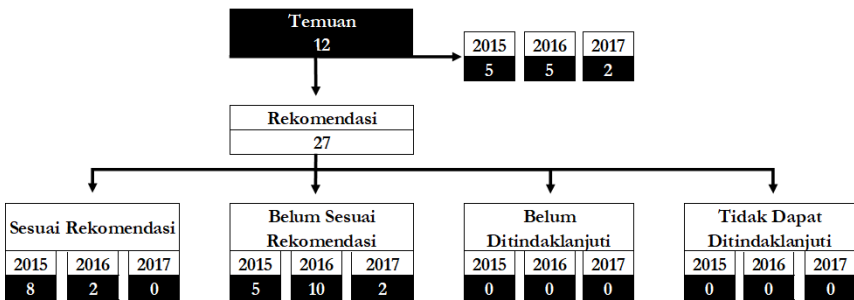 Temuan
12
2015 2016 2017
5 5 2
Rekomendasi
27
Sesuai Rekomendasi
2015 2016 2017
8 2 0
Belum Sesuai
Rekomendasi
2015 2016 2017
5 10 2
Belum
Ditindaklanjuti
2015 2016 2017
0 0 0
Tidak Dapat
Ditindaklanjuti
2015 2016 2017
0 0 0